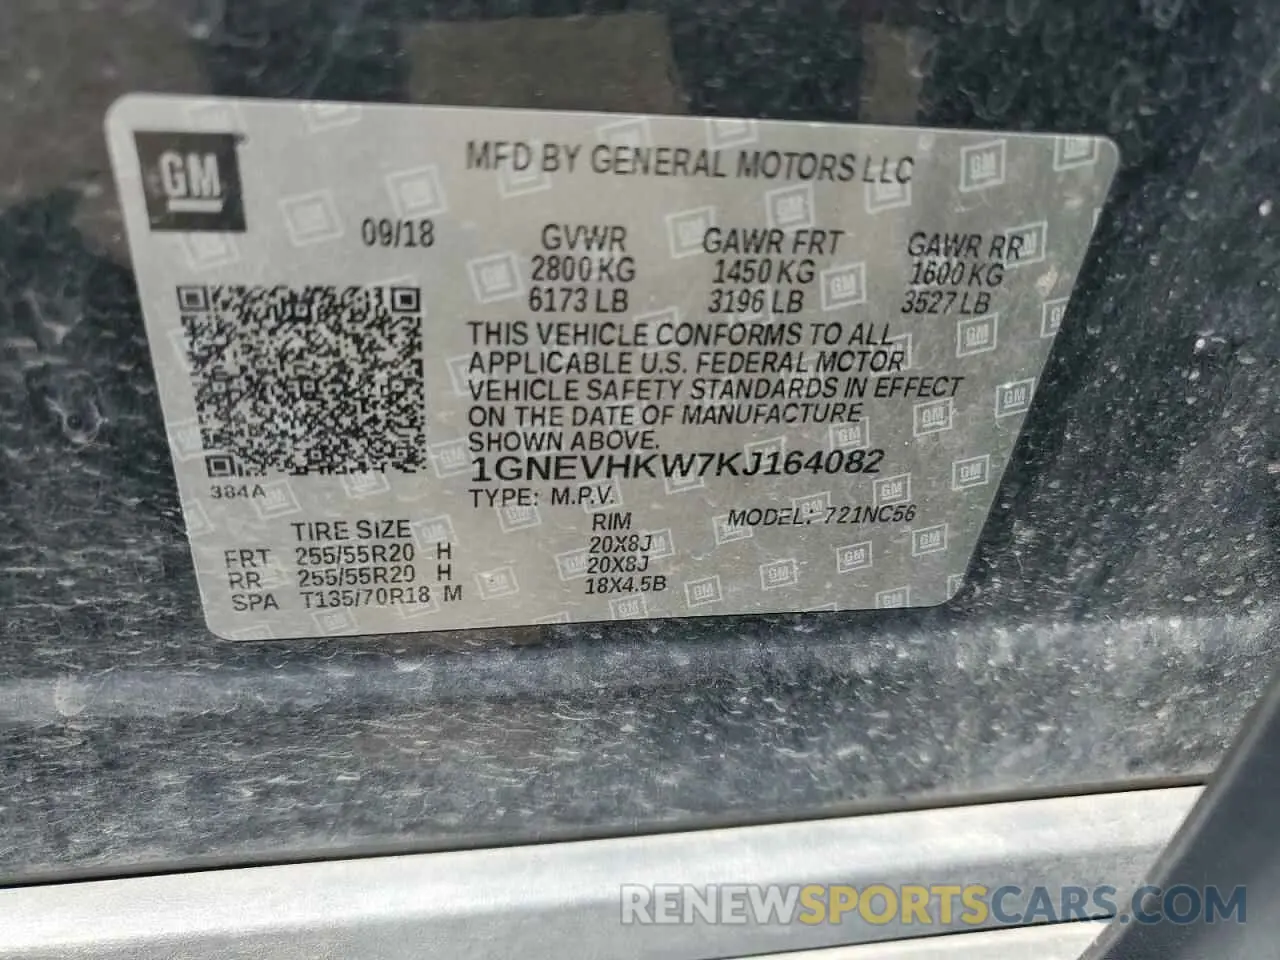 GM
MFD BY GENERAL MOTORS LLC
09/18
GVWR GAWR FRT GAWR RR
2800 KG 1450 KG 1600 KG
6173 LB 3196 LB 3527 LB
THIS VEHICLE CONFORMS TO ALL
APPLICABLE U.S. FEDERAL MOTOR
VEHICLE SAFETY STANDARDS IN EFFECT
ON THE DATE OF MANUFACTURE
SHOWN ABOVE.
1GNEVHKW7KJ164082
384A
TYPE: M.P.V.
MODEL: 721NC56
TIRE SIZE RIM
FRT 255/55R20 H 20X8J
RR 255/55R20 H 20X8J
SPA T135/70R18 M 18X4.5B
RENEWSPORTSCARS.COM